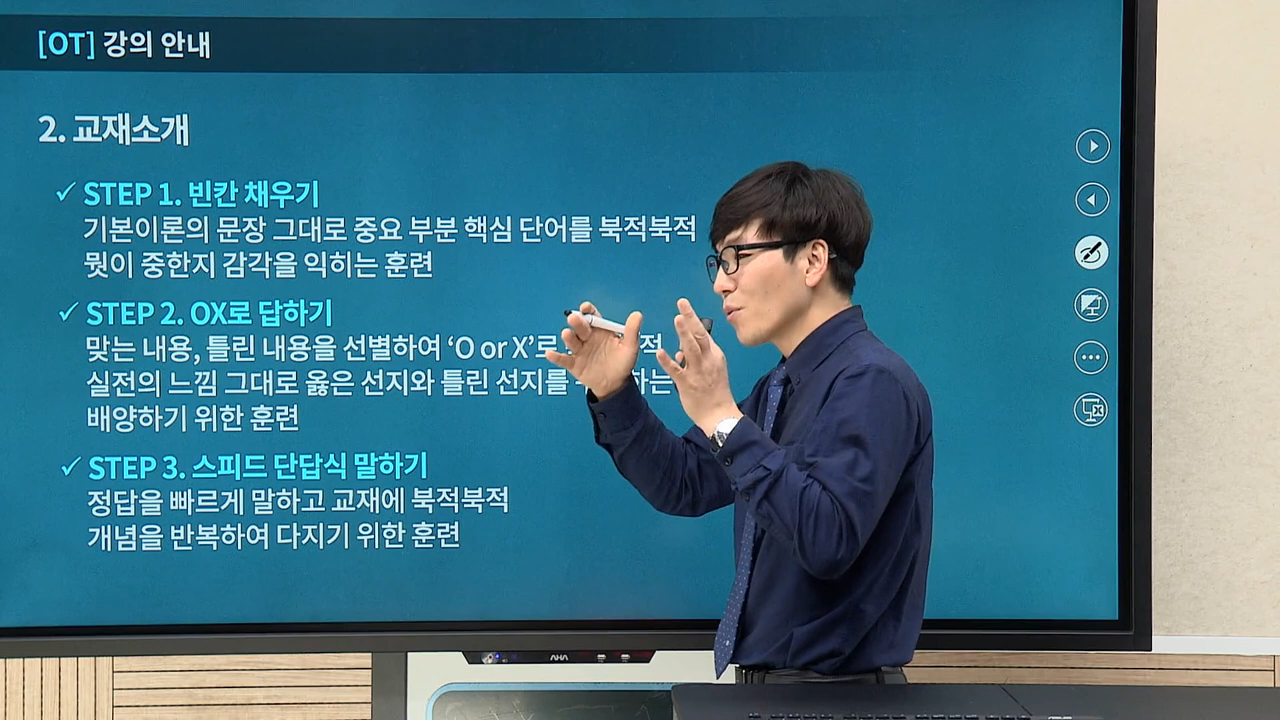 [OT] 강의 안내
2. 교재소개
✓ STEP 1. 빈칸 채우기
기본이론의 문장 그대로 중요 부분 핵심 단어를 북적북적
뭣이 중한지 감각을 익히는 훈련
✓ STEP 2. OX로 답하기
맞는 내용, 틀린 내용을 선별하여 ‘O or X’로
실전의 느낌 그대로 옳은 선지와 틀린 선지를
배양하기 위한 훈련
✓ STEP 3. 스피드 단답식 말하기
정답을 빠르게 말하고 교재에 북적북적
개념을 반복하여 다지기 위한 훈련
AHA